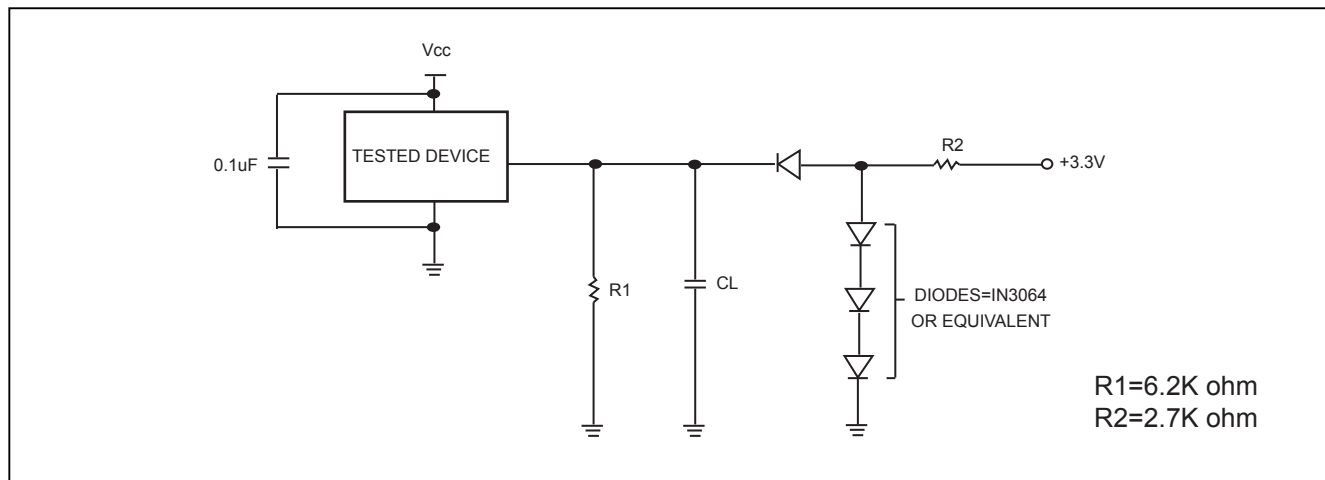 Vcc
0.1uF
TESTED DEVICE
R2
+3.3V
R1
CL
DIODES=IN3064
OR EQUIVALENT
R1=6.2K ohm
R2=2.7K ohm